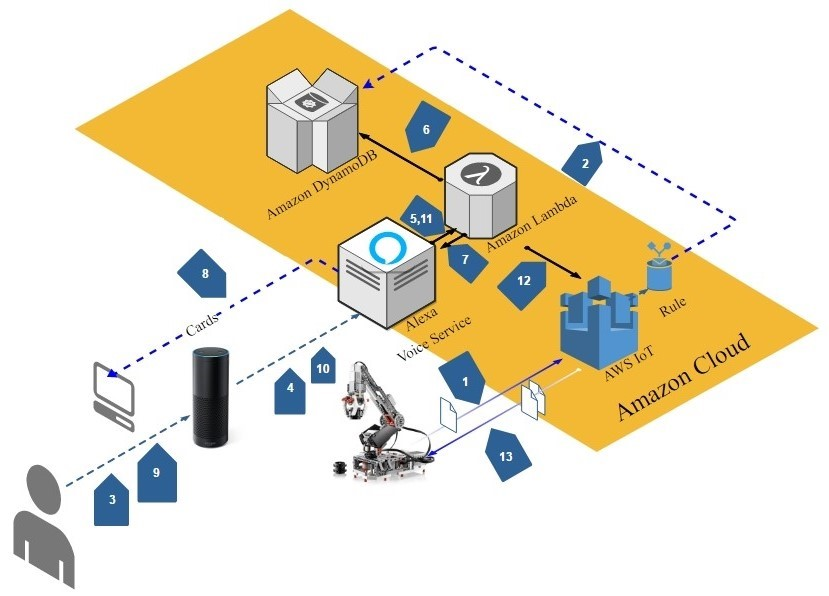 6
2
Amazon DynamoDB
5,11
Amazon Lambda
7
8
12
Rule
Cards
Alexa
Voice Service
AWS IoT
Amazon Cloud
4
10
1
13
9
3
λ